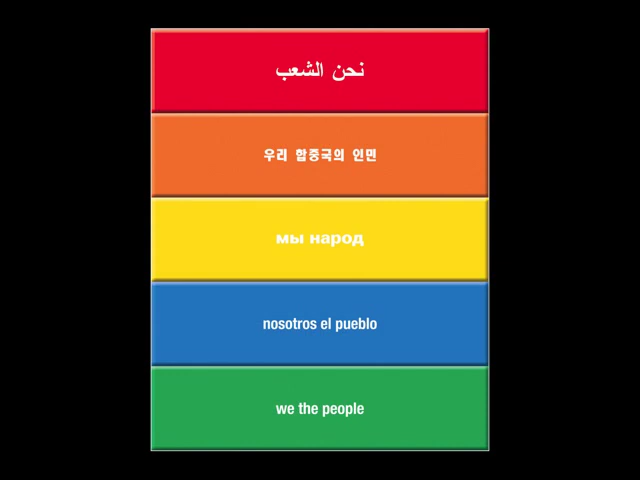 نحن الشعب
우리 합중국의 인민
мы народ
nosotros el pueblo
we the people